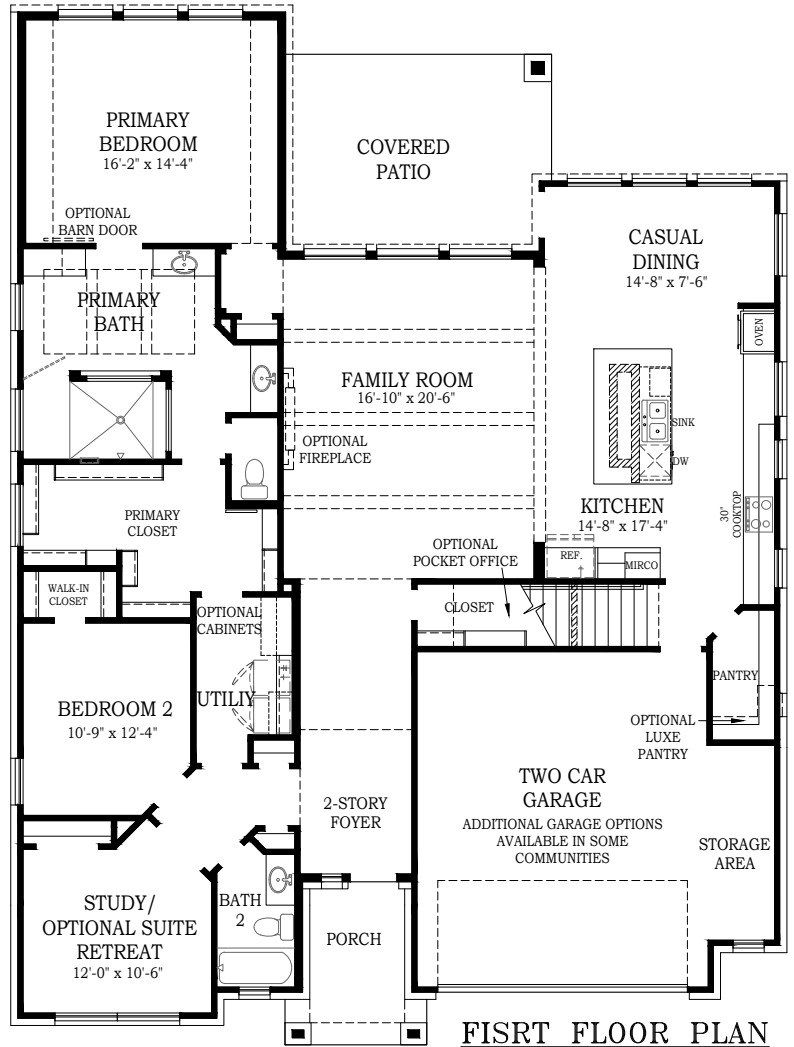 PRIMARY
BEDROOM
16'-2" x 14'-4"
OPTIONAL
BARN DOOR
COVERED
PATIO
CASUAL
DINING
14'-8" x 7'-6"
PRIMARY
BATH
OVEN
FAMILY ROOM
16'-10" x 20'-6"
OPTIONAL
FIREPLACE
SINK
DW
KITCHEN
14'-8" x 17'-4"
30"
COOKTOP
PRIMARY
CLOSET
OPTIONAL
POCKET OFFICE
REF.
MIRCO
WALK-IN
CLOSET
OPTIONAL
CABINETS
CLOSET
BEDROOM 2
10'-9" x 12'-4"
UTILIY
PANTRY
OPTIONAL
LUXE
PANTRY
2-STORY
FOYER
TWO CAR
GARAGE
ADDITIONAL GARAGE OPTIONS
AVAILABLE IN SOME
COMMUNITIES
STORAGE
AREA
STUDY/
OPTIONAL SUITE
RETREAT
12'-0" x 10'-6"
BATH
2
PORCH
FISRT FLOOR PLAN